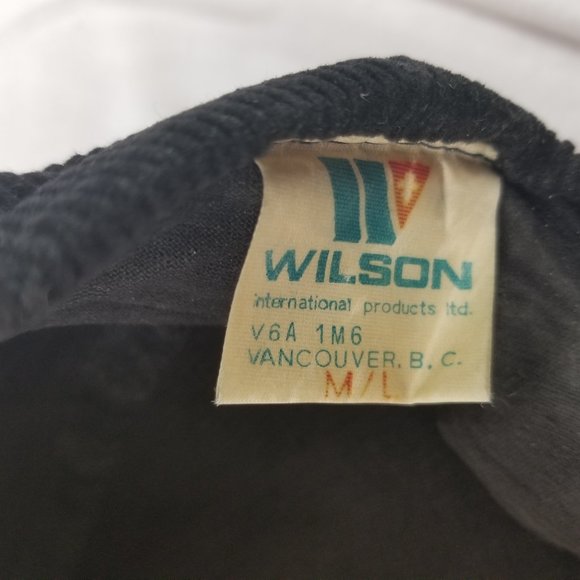 WILSON
international products ltd.
V6A 1M6
VANCOUVER, B.C.
M/L